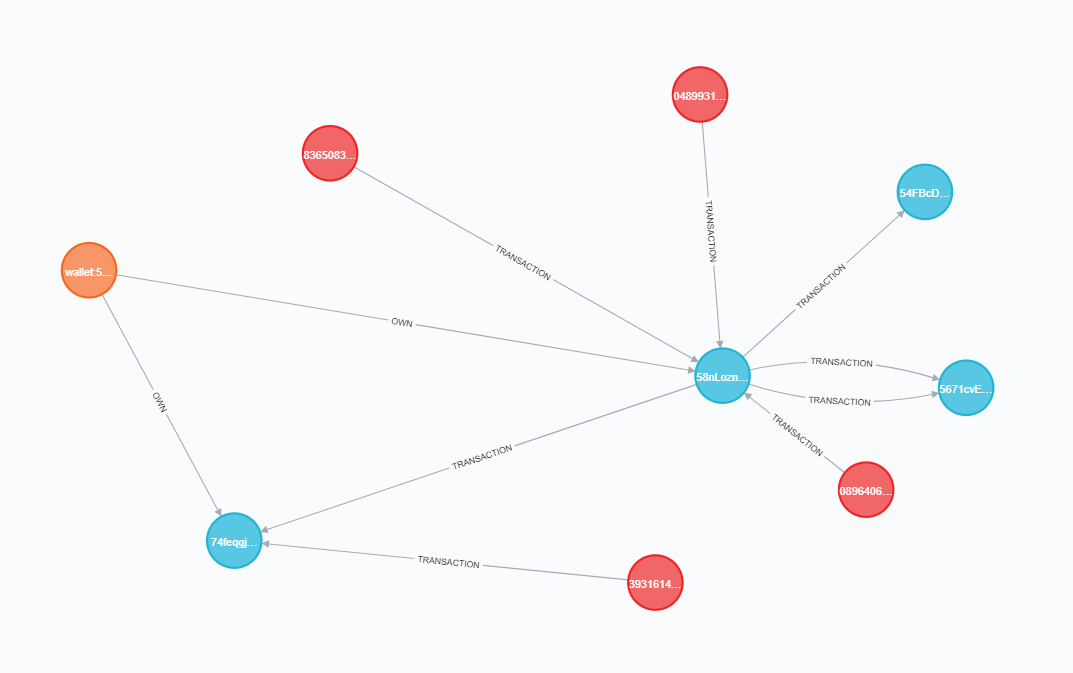 0489931...
8365083...
54FBcD...
TRANSACTION
TRANSACTION
wallet:5...
TRANSACTION
OWN
TRANSACTION
58nLozn...
5671cvE...
OWN
TRANSACTION
TRANSACTION
TRANSACTION
0896406...
74feqgj...
TRANSACTION
3931614...